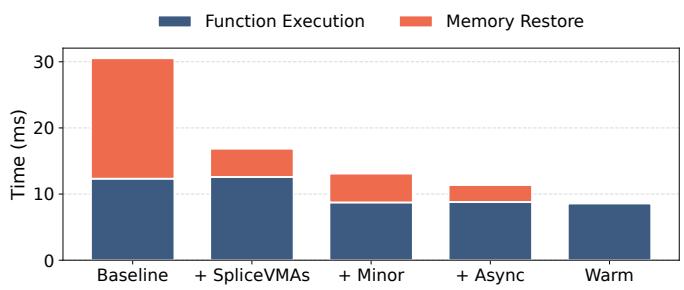 Function Execution Memory Restore
Time (ms)
30
20
10
0
Baseline + SpliceVMAs + Minor + Async Warm